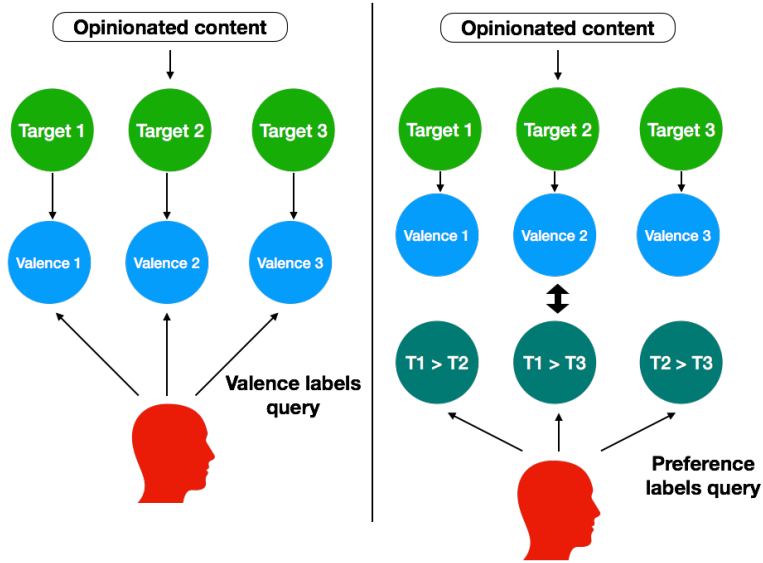 Opinionated content
Target 1
Target 2
Target 3
Valence 1
Valence 2
Valence 3
Valence labels
query
Opinionated content
Target 1
Target 2
Target 3
Valence 1
Valence 2
Valence 3
T1 > T2
T1 > T3
T2 > T3
Preference
labels query